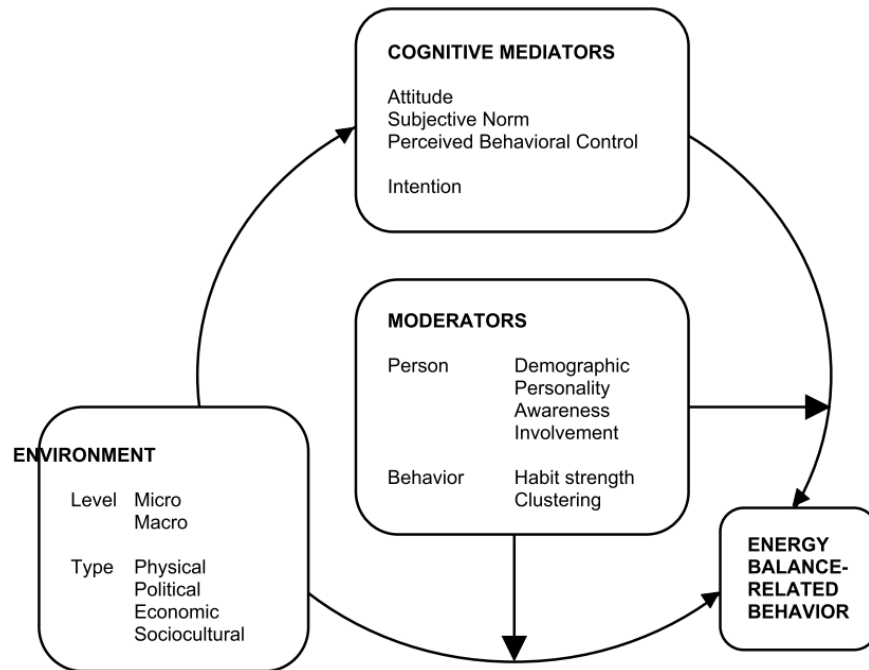 COGNITIVE MEDIATORS
Attitude
Subjective Norm
Perceived Behavioral Control
Intention
MODERATORS
Person Demographic
Personality
Awareness
Involvement
Behavior Habit strength
Clustering
ENVIRONMENT
Level Micro
Macro
Type Physical
Political
Economic
Sociocultural
ENERGY
BALANCE-
RELATED
BEHAVIOR